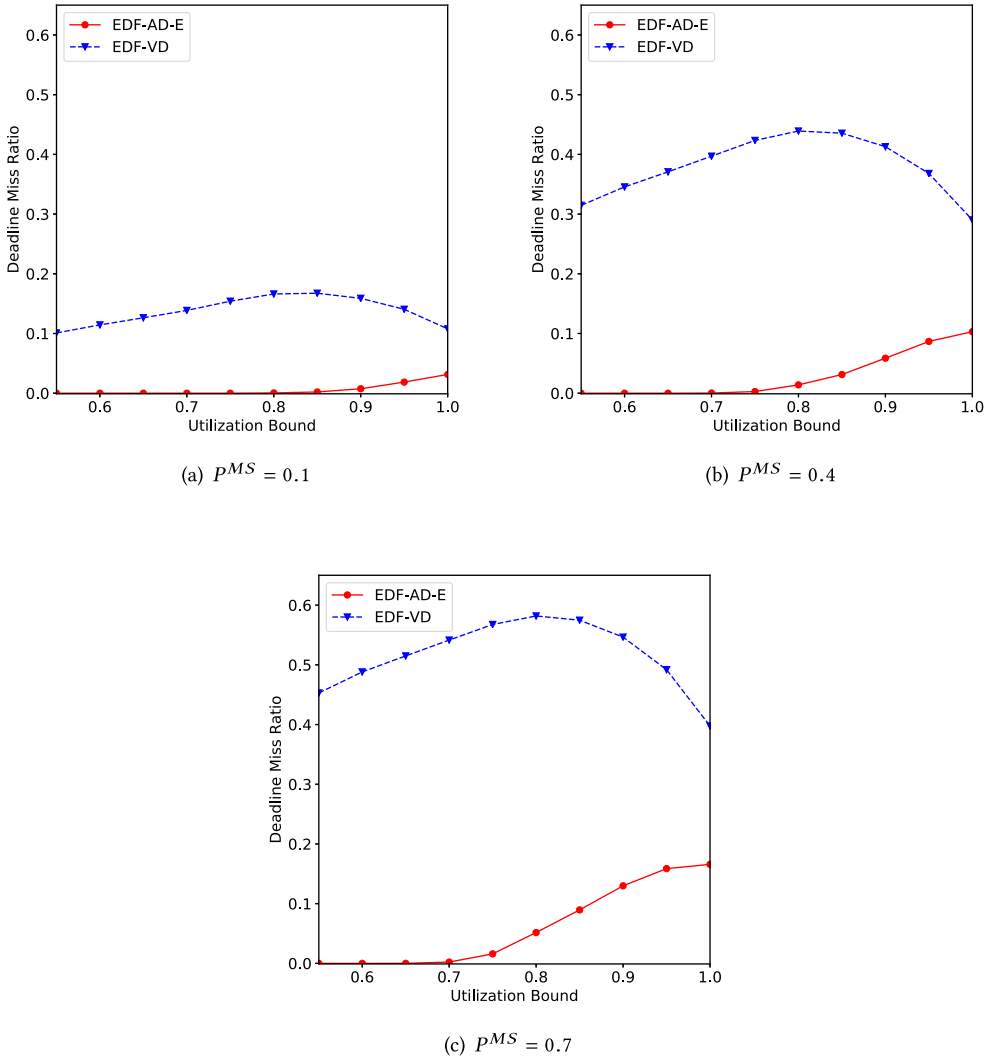 EDF-AD-E
EDF-VD
0.6
0.5
0.4
0.3
0.2
0.1
0.0
Deadline Miss Ratio
0.6
0.7
0.8
0.9
1.0
Utilization Bound
(a) P^{MS} = 0.1
EDF-AD-E
EDF-VD
0.6
0.5
0.4
0.3
0.2
0.1
0.0
Deadline Miss Ratio
0.6
0.7
0.8
0.9
1.0
Utilization Bound
(b) P^{MS} = 0.4
EDF-AD-E
EDF-VD
0.6
0.5
0.4
0.3
0.2
0.1
0.0
Deadline Miss Ratio
0.6
0.7
0.8
0.9
1.0
Utilization Bound
(c) P^{MS} = 0.7